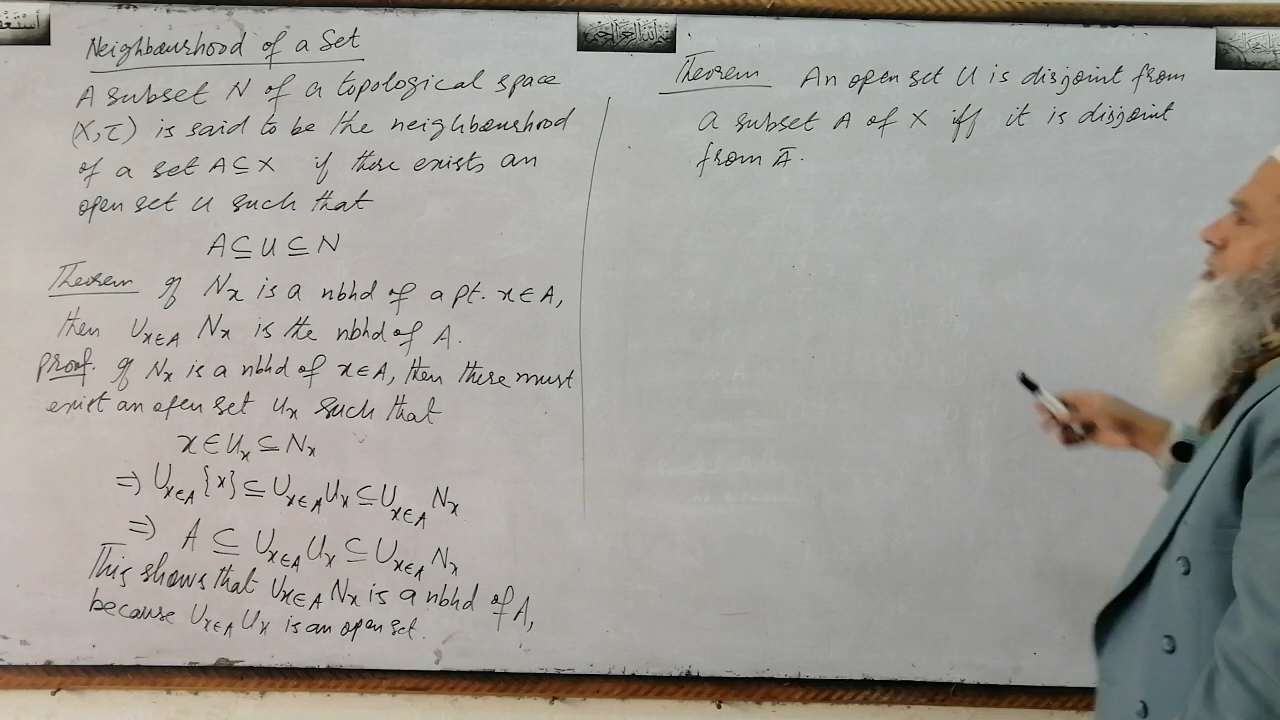 Neighbourhood of a Set
A subset N of a topological space
(X,τ) is said to be the neighbourhood
of a set A⊆X if there exists an
open set U such that
A⊆U⊆N
Theorem If Nx is a nbhd of a pt. x∈A,
then ∪x∈A Nx is the nbhd of A.
Proof. If Nx is a nbhd of x∈A, then there must
exist an open set Ux such that
x∈Ux⊆Nx
⇒ ∪x∈A {x} ⊆ ∪x∈A Ux ⊆ ∪x∈A Nx
⇒ A ⊆ ∪x∈A Ux ⊆ ∪x∈A Nx
This shows that ∪x∈A Nx is a nbhd of A,
because ∪x∈A Ux is an open set.
Theorem An open set U is disjoint from
a subset A of X iff it is disjoint
from Ā.